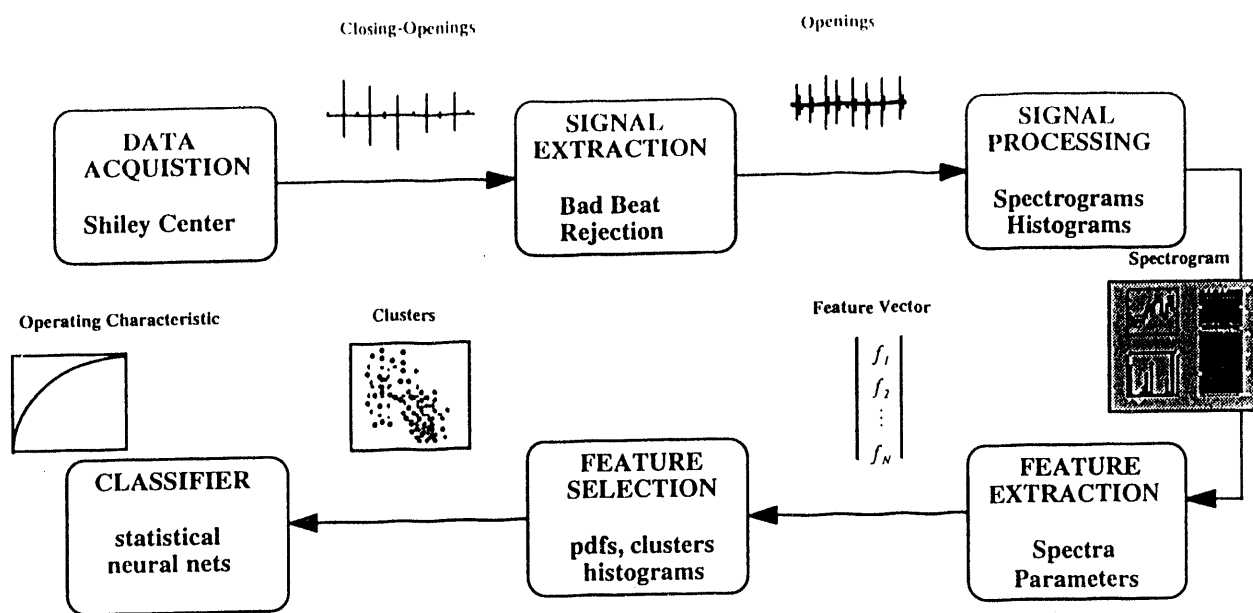 Closing-Openings
Openings
DATA
ACQUISTION
Shiley Center
SIGNAL
EXTRACTION
Bad Beat
Rejection
SIGNAL
PROCESSING
Spectrograms
Histograms
Spectrogram
Operating Characteristic
Clusters
Feature Vector
f1
f2
⋮
fN
CLASSIFIER
statistical
neural nets
FEATURE
SELECTION
pdfs, clusters
histograms
FEATURE
EXTRACTION
Spectra
Parameters